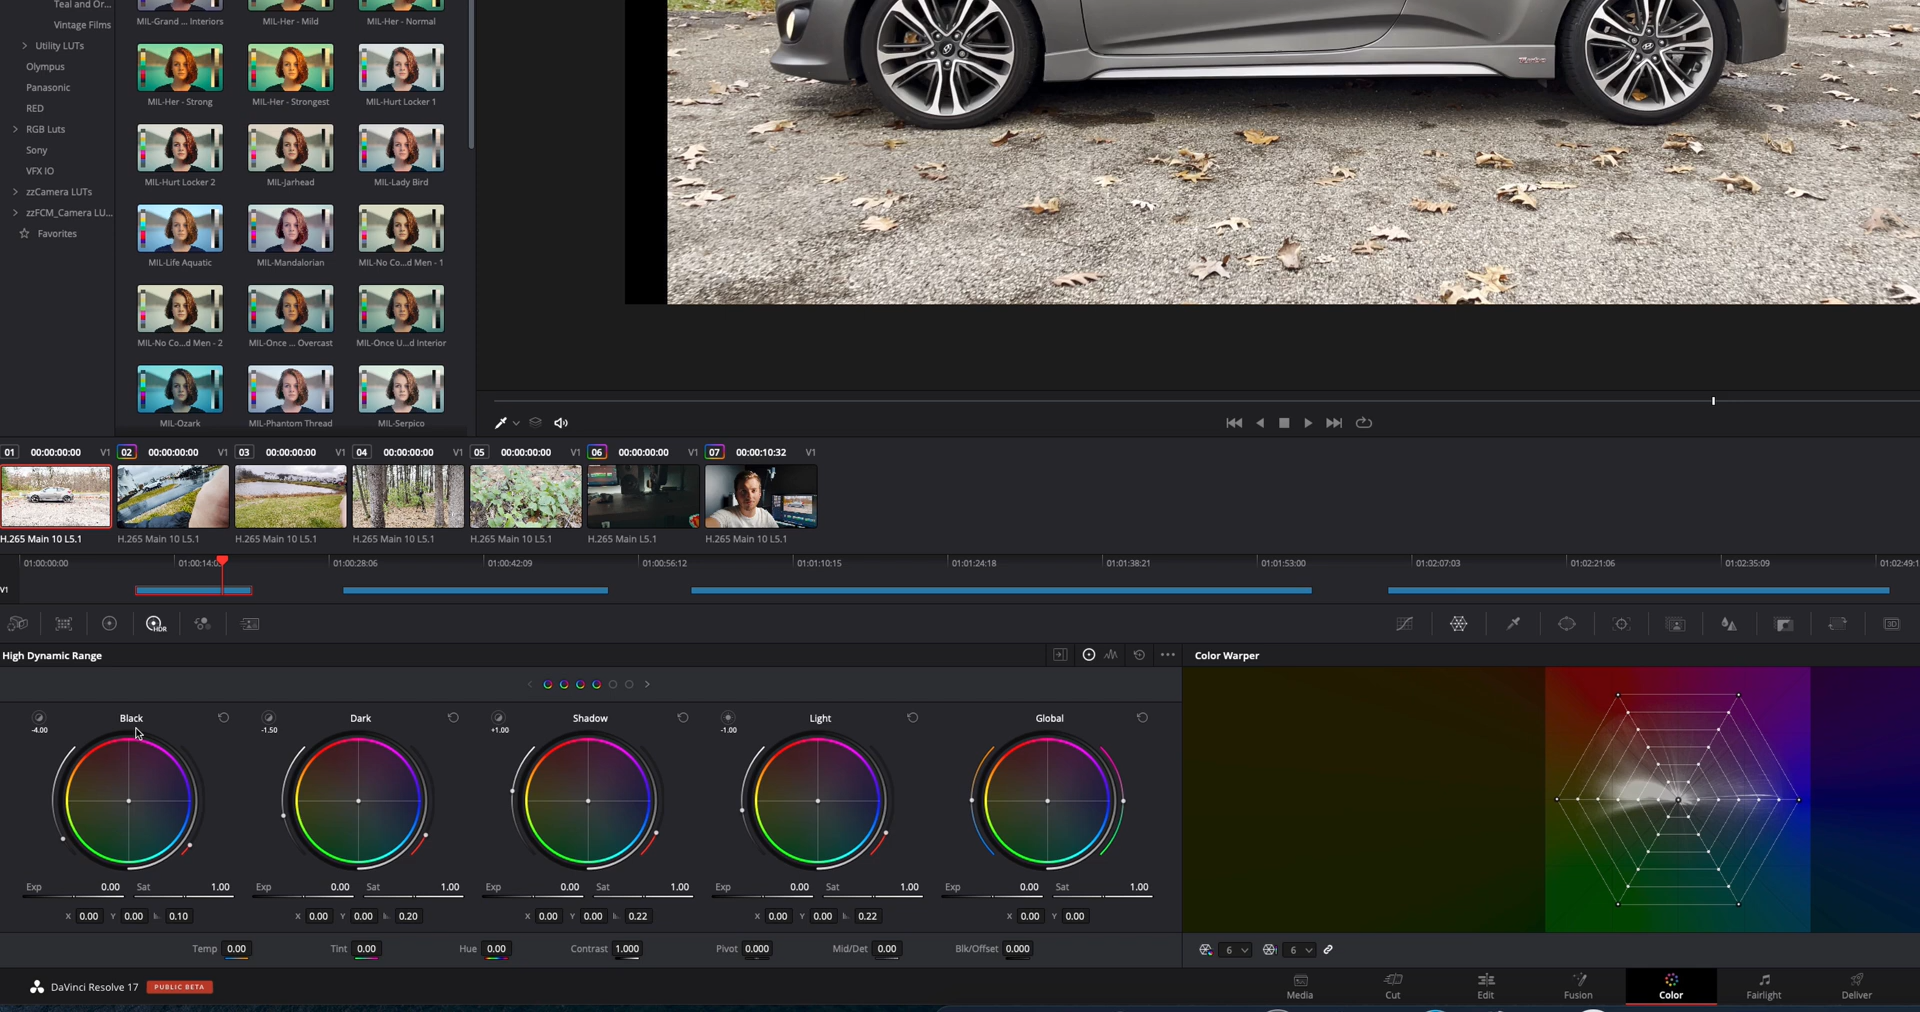 Teal and Or...
Vintage Films
Utility LUTs
Olympus
Panasonic
RED
RGB Luts
Sony
VFX IO
zzCamera LUTs
zzFCM_Camera LU...
Favorites
MIL-Grand ... Interiors
MIL-Her - Mild
MIL-Her - Normal
MIL-Her - Strong
MIL-Her - Strongest
MIL-Hurt Locker 1
MIL-Hurt Locker 2
MIL-Jarhead
MIL-Lady Bird
MIL-Life Aquatic
MIL-Mandalorian
MIL-No Co...d Men - 1
MIL-No Co...d Men - 2
MIL-Once ... Overcast
MIL-Once U...d Interior
MIL-Ozark
MIL-Phantom Thread
MIL-Serpico
01 00:00:00:00 V1
02 00:00:00:00 V1
03 00:00:00:00 V1
04 00:00:00:00 V1
05 00:00:00:00 V1
06 00:00:00:00 V1
07 00:00:10:32 V1
H.265 Main 10 L5.1
H.265 Main 10 L5.1
H.265 Main 10 L5.1
H.265 Main 10 L5.1
H.265 Main 10 L5.1
H.265 Main L5.1
H.265 Main 10 L5.1
01:00:00:00 01:00:14:0 01:00:28:06 01:00:42:09 01:00:56:12 01:01:10:15 01:01:24:18 01:01:38:21 01:01:53:00 01:02:07:03 01:02:21:06 01:02:35:09 01:02:49:1
V1
HDR
3D
High Dynamic Range
Color Warper
Black Dark Shadow Light Global
-4.00 -1.50 +1.00 -1.00
Exp 0.00 Sat 1.00 Exp 0.00 Sat 1.00 Exp 0.00 Sat 1.00 Exp 0.00 Sat 1.00 Exp 0.00 Sat 1.00
X 0.00 Y 0.00 0.10 X 0.00 Y 0.00 0.20 X 0.00 Y 0.00 0.22 X 0.00 Y 0.00 0.22 X 0.00 Y 0.00
Temp 0.00 Tint 0.00 Hue 0.00 Contrast 1.000 Pivot 0.000 Mid/Det 0.00 Blk/Offset 0.000
6 6
DaVinci Resolve 17 PUBLIC BETA
Media Cut Edit Fusion Color Fairlight Deliver